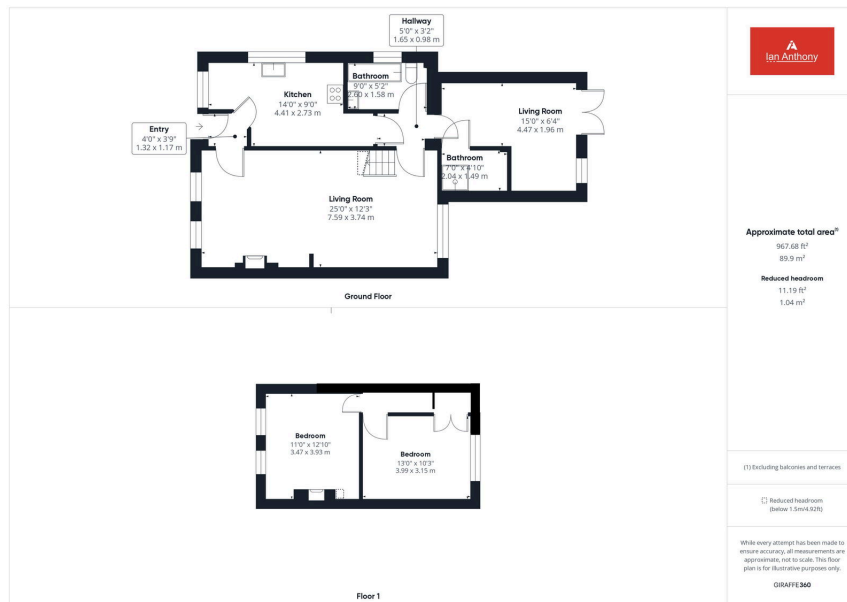 Hallway
5'0" x 3'2"
1.65 x 0.98 m
Bathroom
9'0" x 5'2"
2.60 x 1.58 m
Kitchen
14'0" x 9'0"
4.41 x 2.73 m
Entry
4'0" x 3'9"
1.32 x 1.17 m
Living Room
15'0" x 6'4"
4.47 x 1.96 m
Bathroom
7'0" x 4'10"
2.04 x 1.49 m
Living Room
25'0" x 12'3"
7.59 x 3.74 m
Ground Floor
Bedroom
11'0" x 12'10"
3.47 x 3.93 m
Bedroom
13'0" x 10'3"
3.99 x 3.15 m
Floor 1
Ian Anthony
Approximate total area⁽¹⁾
967.68 ft²
89.9 m²
Reduced headroom
11.19 ft²
1.04 m²
(1) Excluding balconies and terraces
Reduced headroom
(below 1.5m/4.92ft)
While every attempt has been made to
ensure accuracy, all measurements are
approximate, not to scale. This floor
plan is for illustrative purposes only.
GIRAFFE360